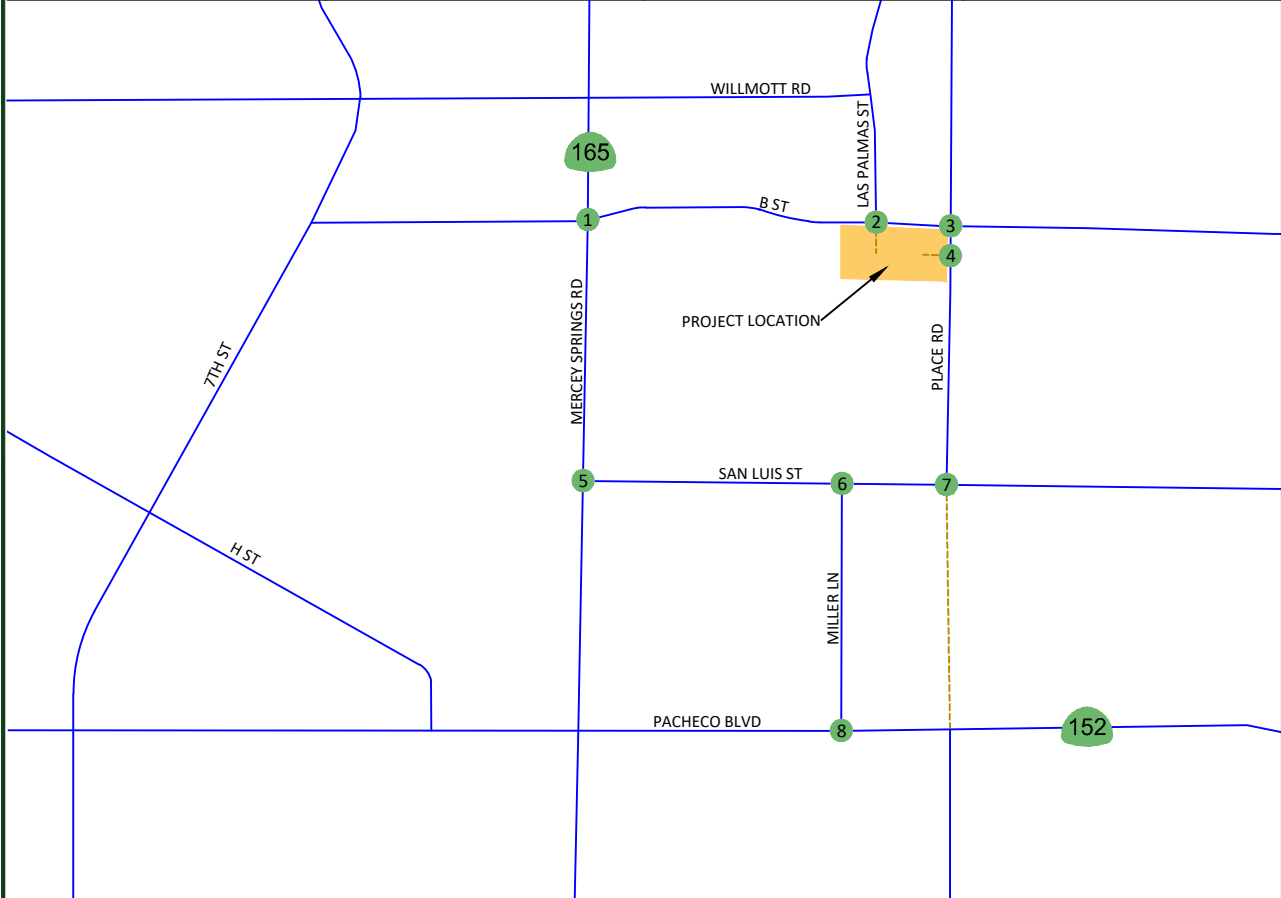 WILLMOTT RD
LAS PALMAS ST
165
B ST
1
2
3
4
PROJECT LOCATION
MERCEY SPRINGS RD
PLACE RD
7TH ST
5
SAN LUIS ST
6
7
H ST
MILLER LN
PACHECO BLVD
8
152